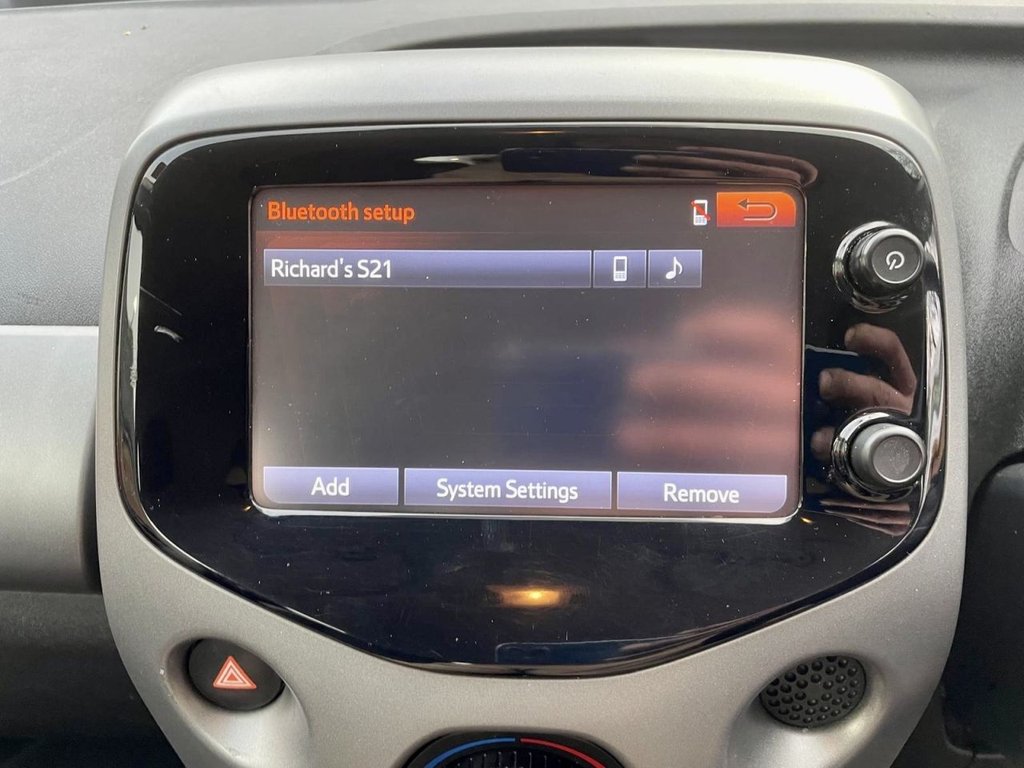 Bluetooth setup
Richard's S21
Add
System Settings
Remove